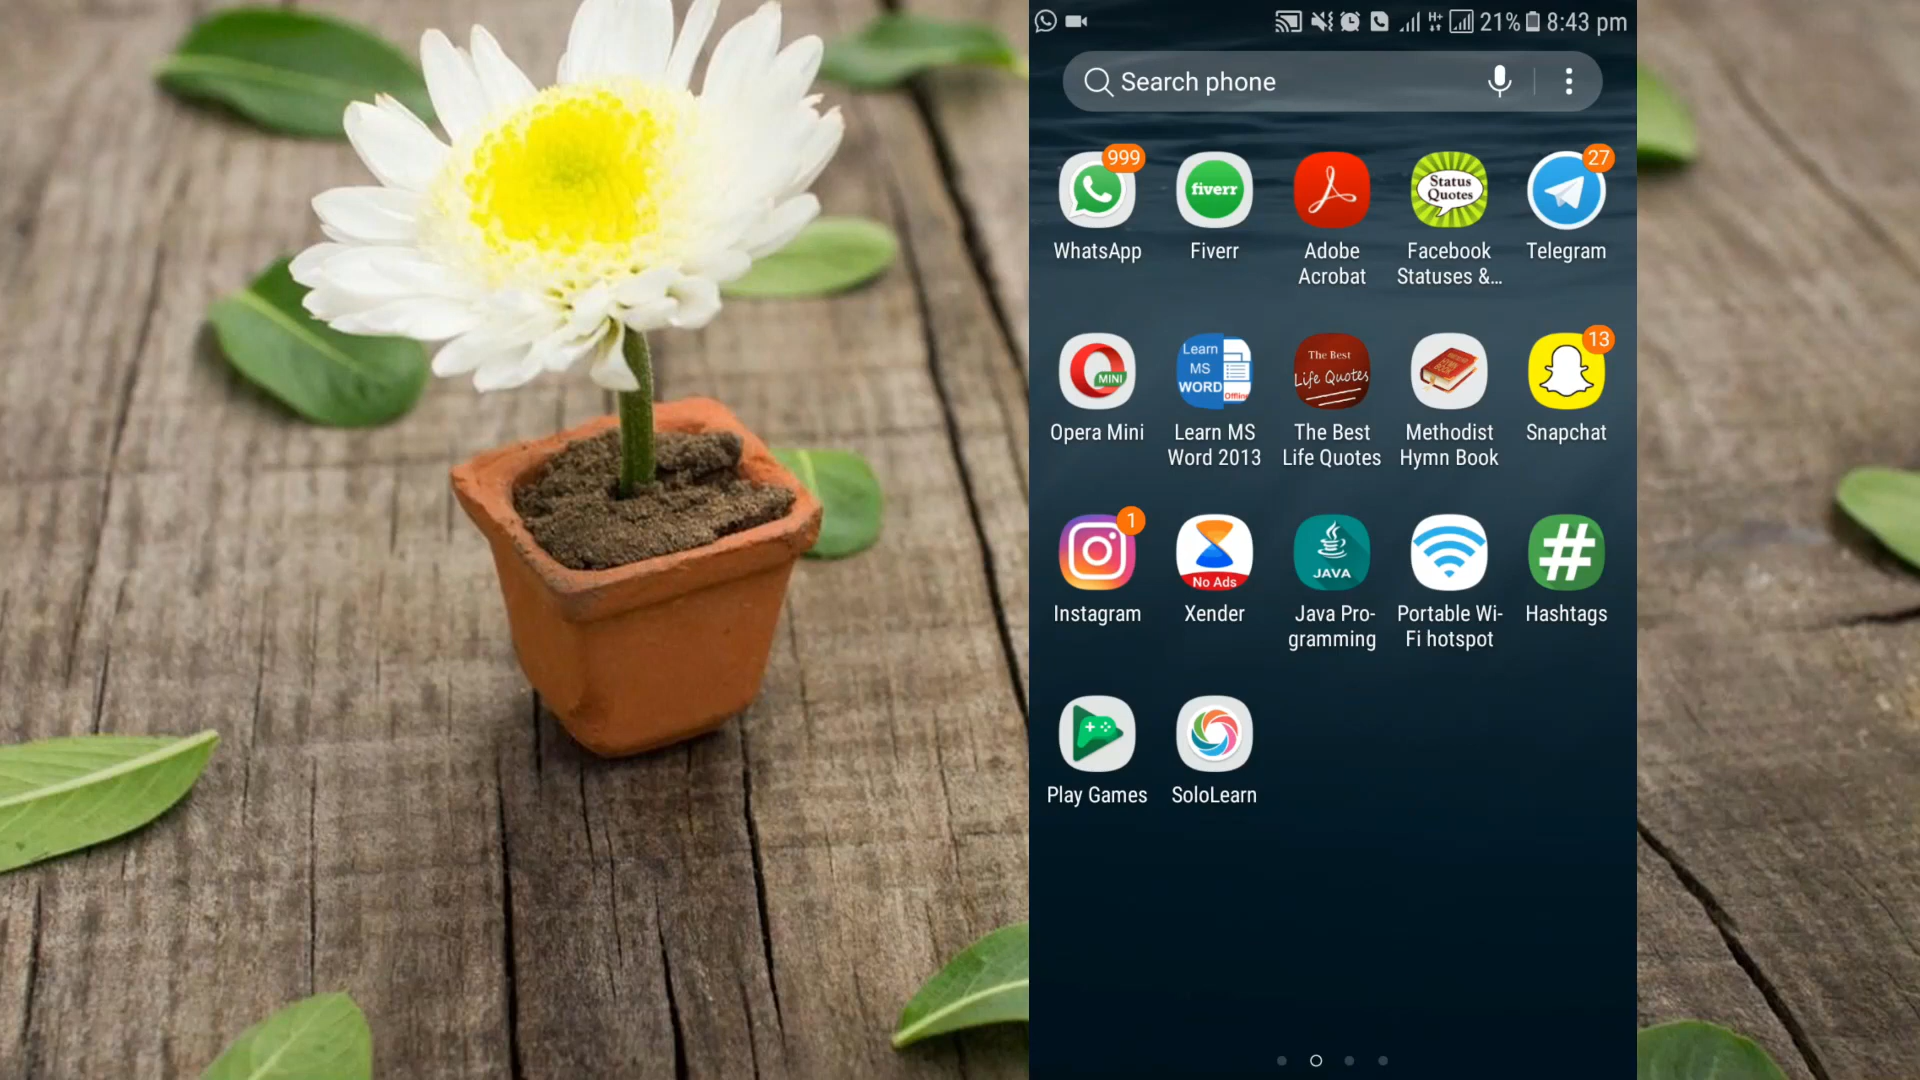 21% 8:43 pm
Search phone
999
27
fiverr
Status
Quotes
WhatsApp
Fiverr
Adobe
Acrobat
Facebook
Statuses &...
Telegram
13
MINI
Learn
MS
WORD
Offline
The Best
Life Quotes
Opera Mini
Learn MS
Word 2013
The Best
Life Quotes
Methodist
Hymn Book
Snapchat
1
No Ads
JAVA
#
Instagram
Xender
Java Pro-
gramming
Portable Wi-
Fi hotspot
Hashtags
Play Games
SoloLearn